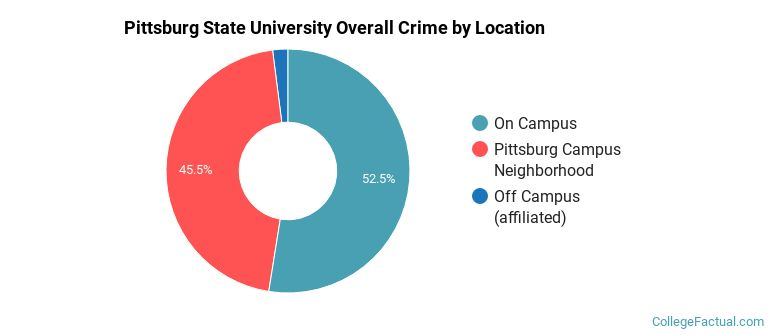 Pittsburg State University Overall Crime by Location
45.5%
52.5%
On Campus
Pittsburg Campus
Neighborhood
Off Campus
(affiliated)
CollegeFactual.com